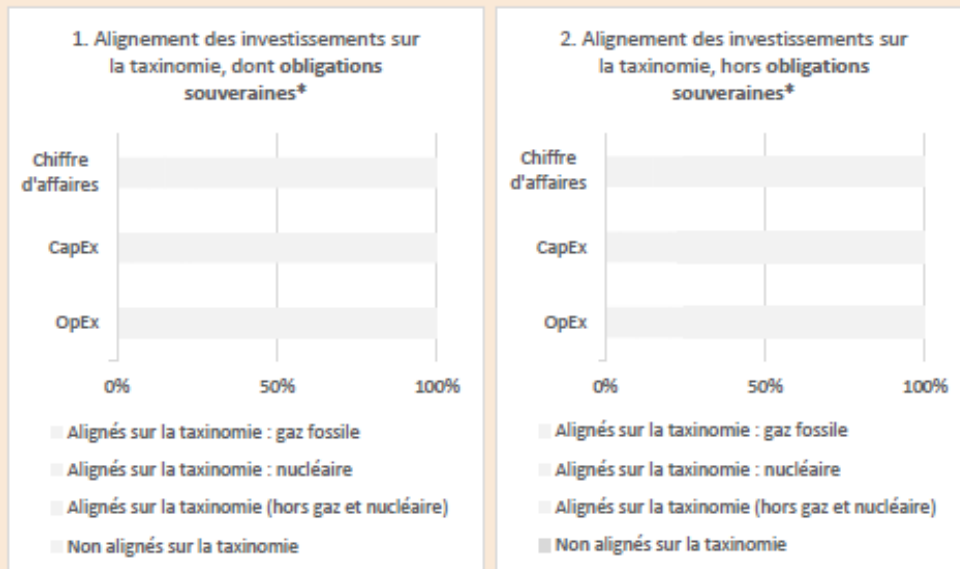 1. Alignement des investissements sur
la taxinomie, dont obligations
souveraines*
Chiffre
d'affaires
CapEx
OpEx
0% 50% 100%
Alignés sur la taxinomie : gaz fossile
Alignés sur la taxinomie : nucléaire
Alignés sur la taxinomie (hors gaz et nucléaire)
Non alignés sur la taxinomie
2. Alignement des investissements sur
la taxinomie, hors obligations
souveraines*
Chiffre
d'affaires
CapEx
OpEx
0% 50% 100%
Alignés sur la taxinomie : gaz fossile
Alignés sur la taxinomie : nucléaire
Alignés sur la taxinomie (hors gaz et nucléaire)
Non alignés sur la taxinomie